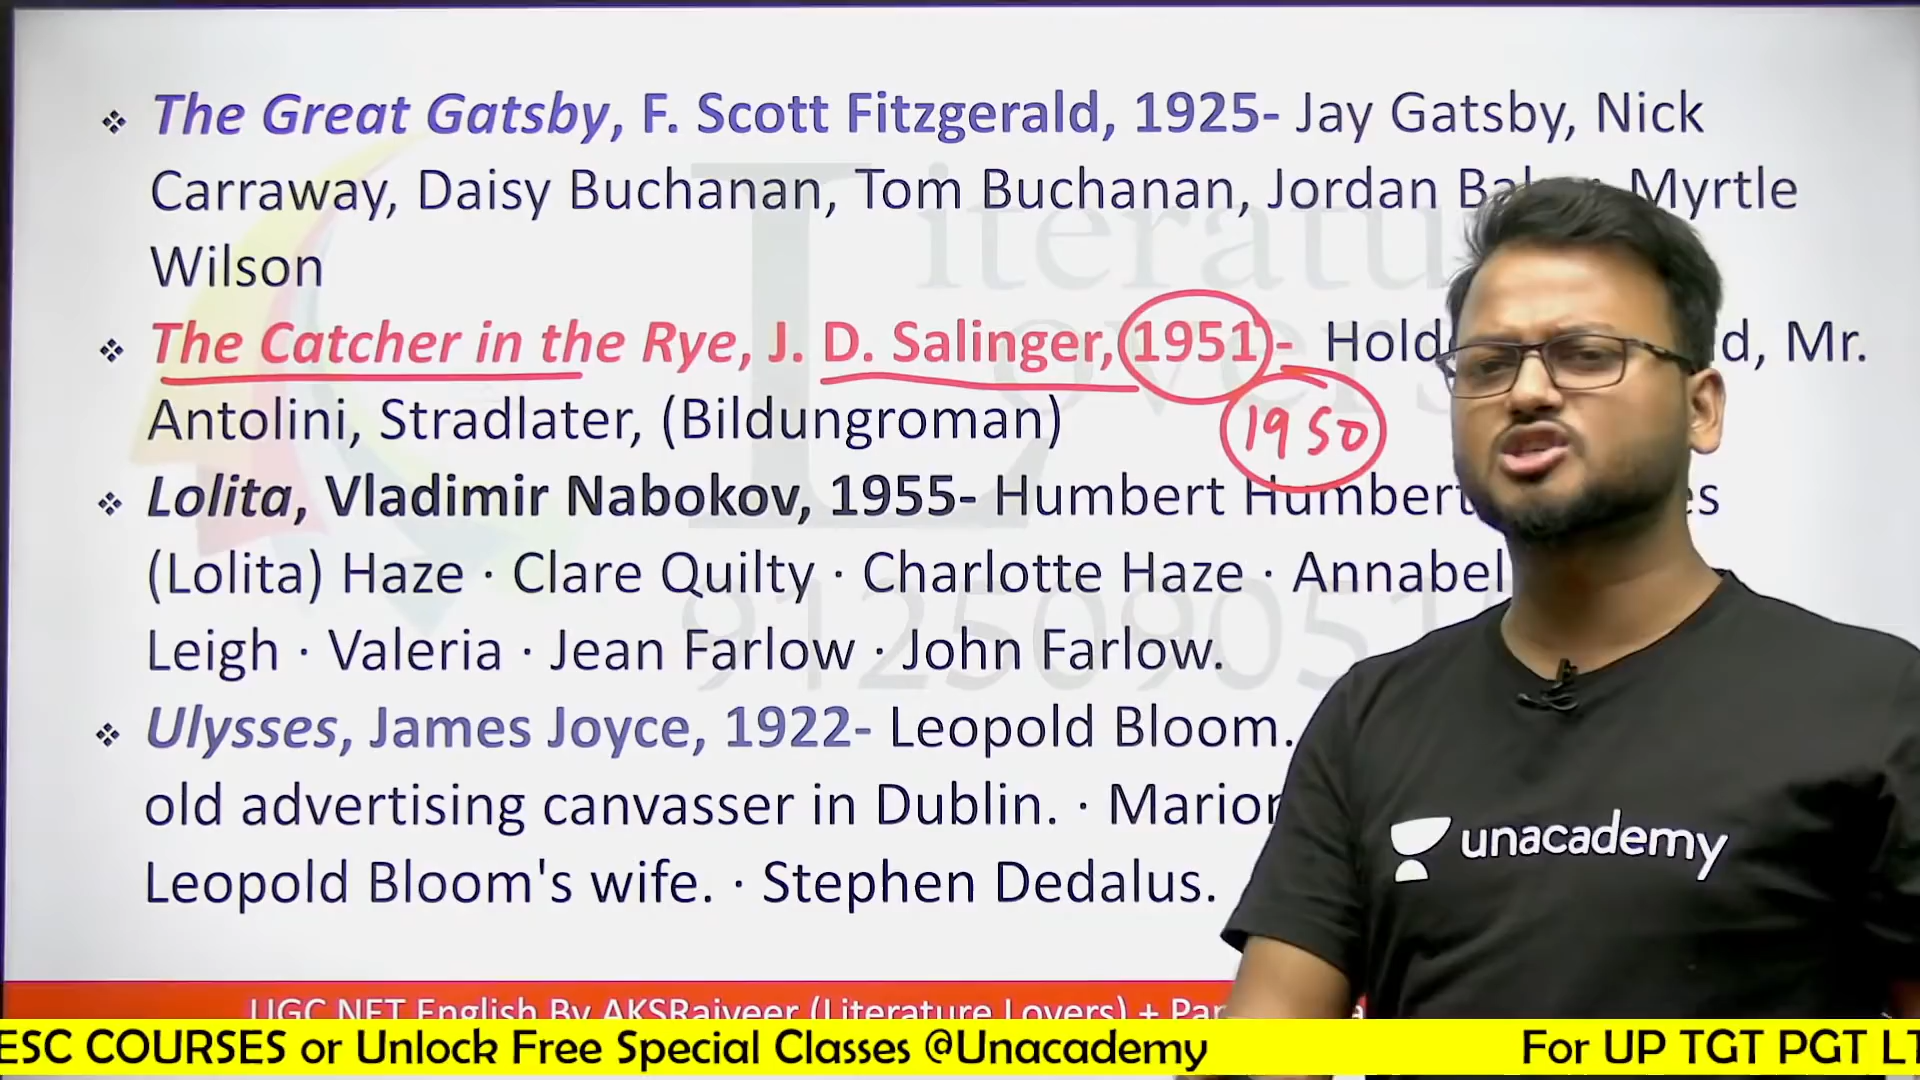 The Great Gatsby, F. Scott Fitzgerald, 1925- Jay Gatsby, Nick
Carraway, Daisy Buchanan, Tom Buchanan, Jordan Myrtle
Wilson
The Catcher in the Rye, J. D. Salinger, 1951- Mr.
1950
Antolini, Stradlater, (Bildungroman)
Lolita, Vladimir Nabokov, 1955- Humbert Humbert
(Lolita) Haze · Clare Quilty · Charlotte Haze · Annabel
Leigh · Valeria · Jean Farlow · John Farlow.
Ulysses, James Joyce, 1922- Leopold Bloom.
old advertising canvasser in Dublin. ·
Leopold Bloom's wife. · Stephen Dedalus.
Literature
Lovers
unacademy
UGC NET English By AKSRajveer (Literature Lovers) +
ESC COURSES or Unlock Free Special Classes @Unacademy
For UP TGT PGT LT